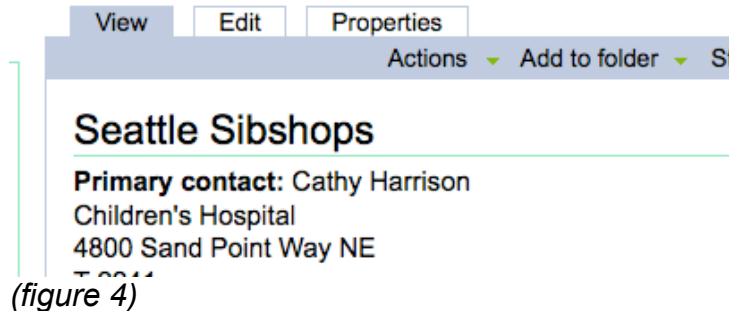 View Edit Properties
Actions Add to folder
Seattle Sibshops
Primary contact: Cathy Harrison
Children's Hospital
4800 Sand Point Way NE
(figure 4)